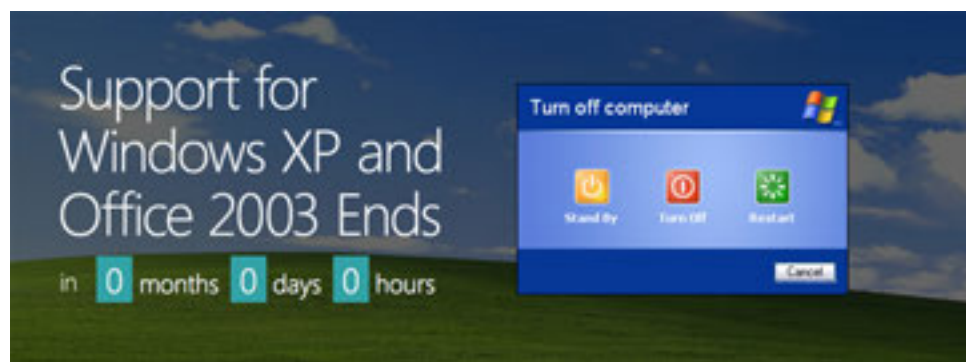 Support for
Windows XP and
Office 2003 Ends
in 0 months 0 days 0 hours
Turn off computer
Stand By Turn Off Restart
Cancel